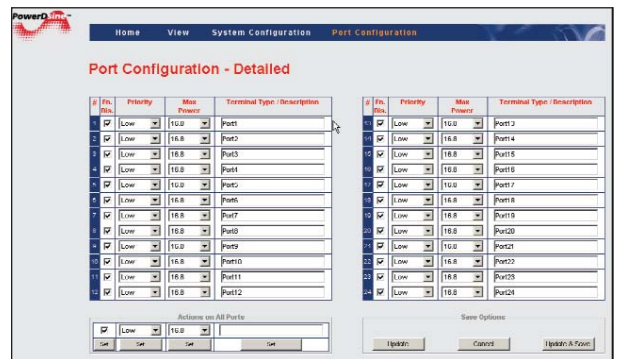 PowerDsine
Home View System Configuration Port Configuration
Port Configuration - Detailed
# En. Dis. Priority Max Power Terminal Type / Description
1 Low 16.8 Port1
2 Low 16.8 Port2
3 Low 16.8 Port3
4 Low 16.8 Port4
5 Low 16.8 Port5
6 Low 16.8 Port6
7 Low 16.8 Port7
8 Low 16.8 Port8
9 Low 16.8 Port9
10 Low 16.8 Port10
11 Low 16.8 Port11
12 Low 16.8 Port12
# En. Dis. Priority Max Power Terminal Type / Description
13 Low 16.8 Port13
14 Low 16.8 Port14
15 Low 16.8 Port15
16 Low 16.8 Port16
17 Low 16.8 Port17
18 Low 16.8 Port18
19 Low 16.8 Port19
20 Low 16.8 Port20
21 Low 16.8 Port21
22 Low 16.8 Port22
23 Low 16.8 Port23
24 Low 16.8 Port24
Actions on All Ports
Low 16.8
Set Set Set Set
Save Options
Update Cancel Update & Save